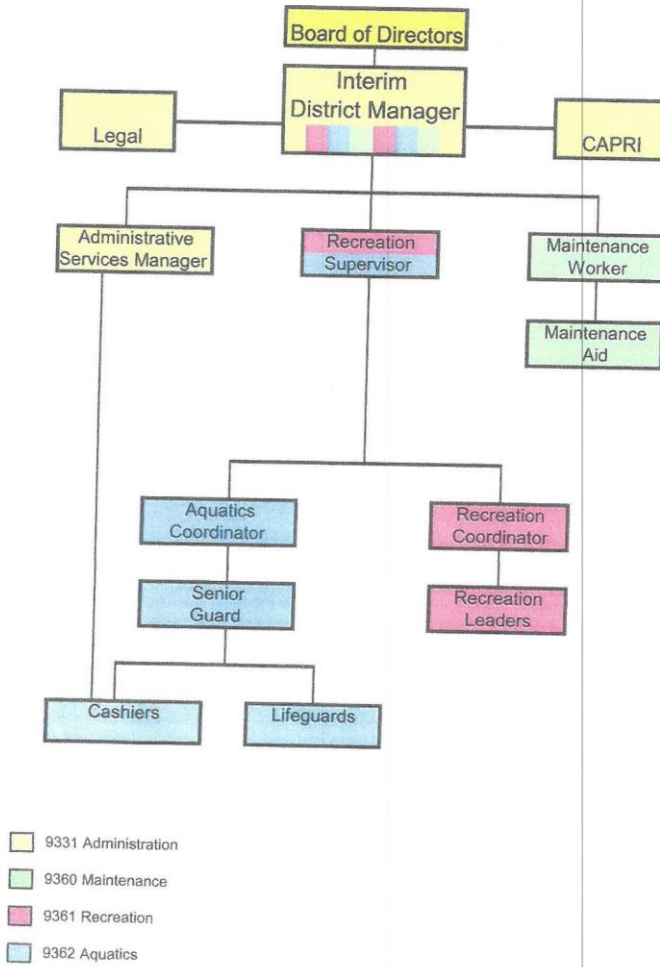 Board of Directors
Interim
District Manager
Legal
CAPRI
Administrative
Services Manager
Recreation
Supervisor
Maintenance
Worker
Maintenance
Aid
Aquatics
Coordinator
Recreation
Coordinator
Senior
Guard
Recreation
Leaders
Cashiers
Lifeguards
9331 Administration
9360 Maintenance
9361 Recreation
9362 Aquatics